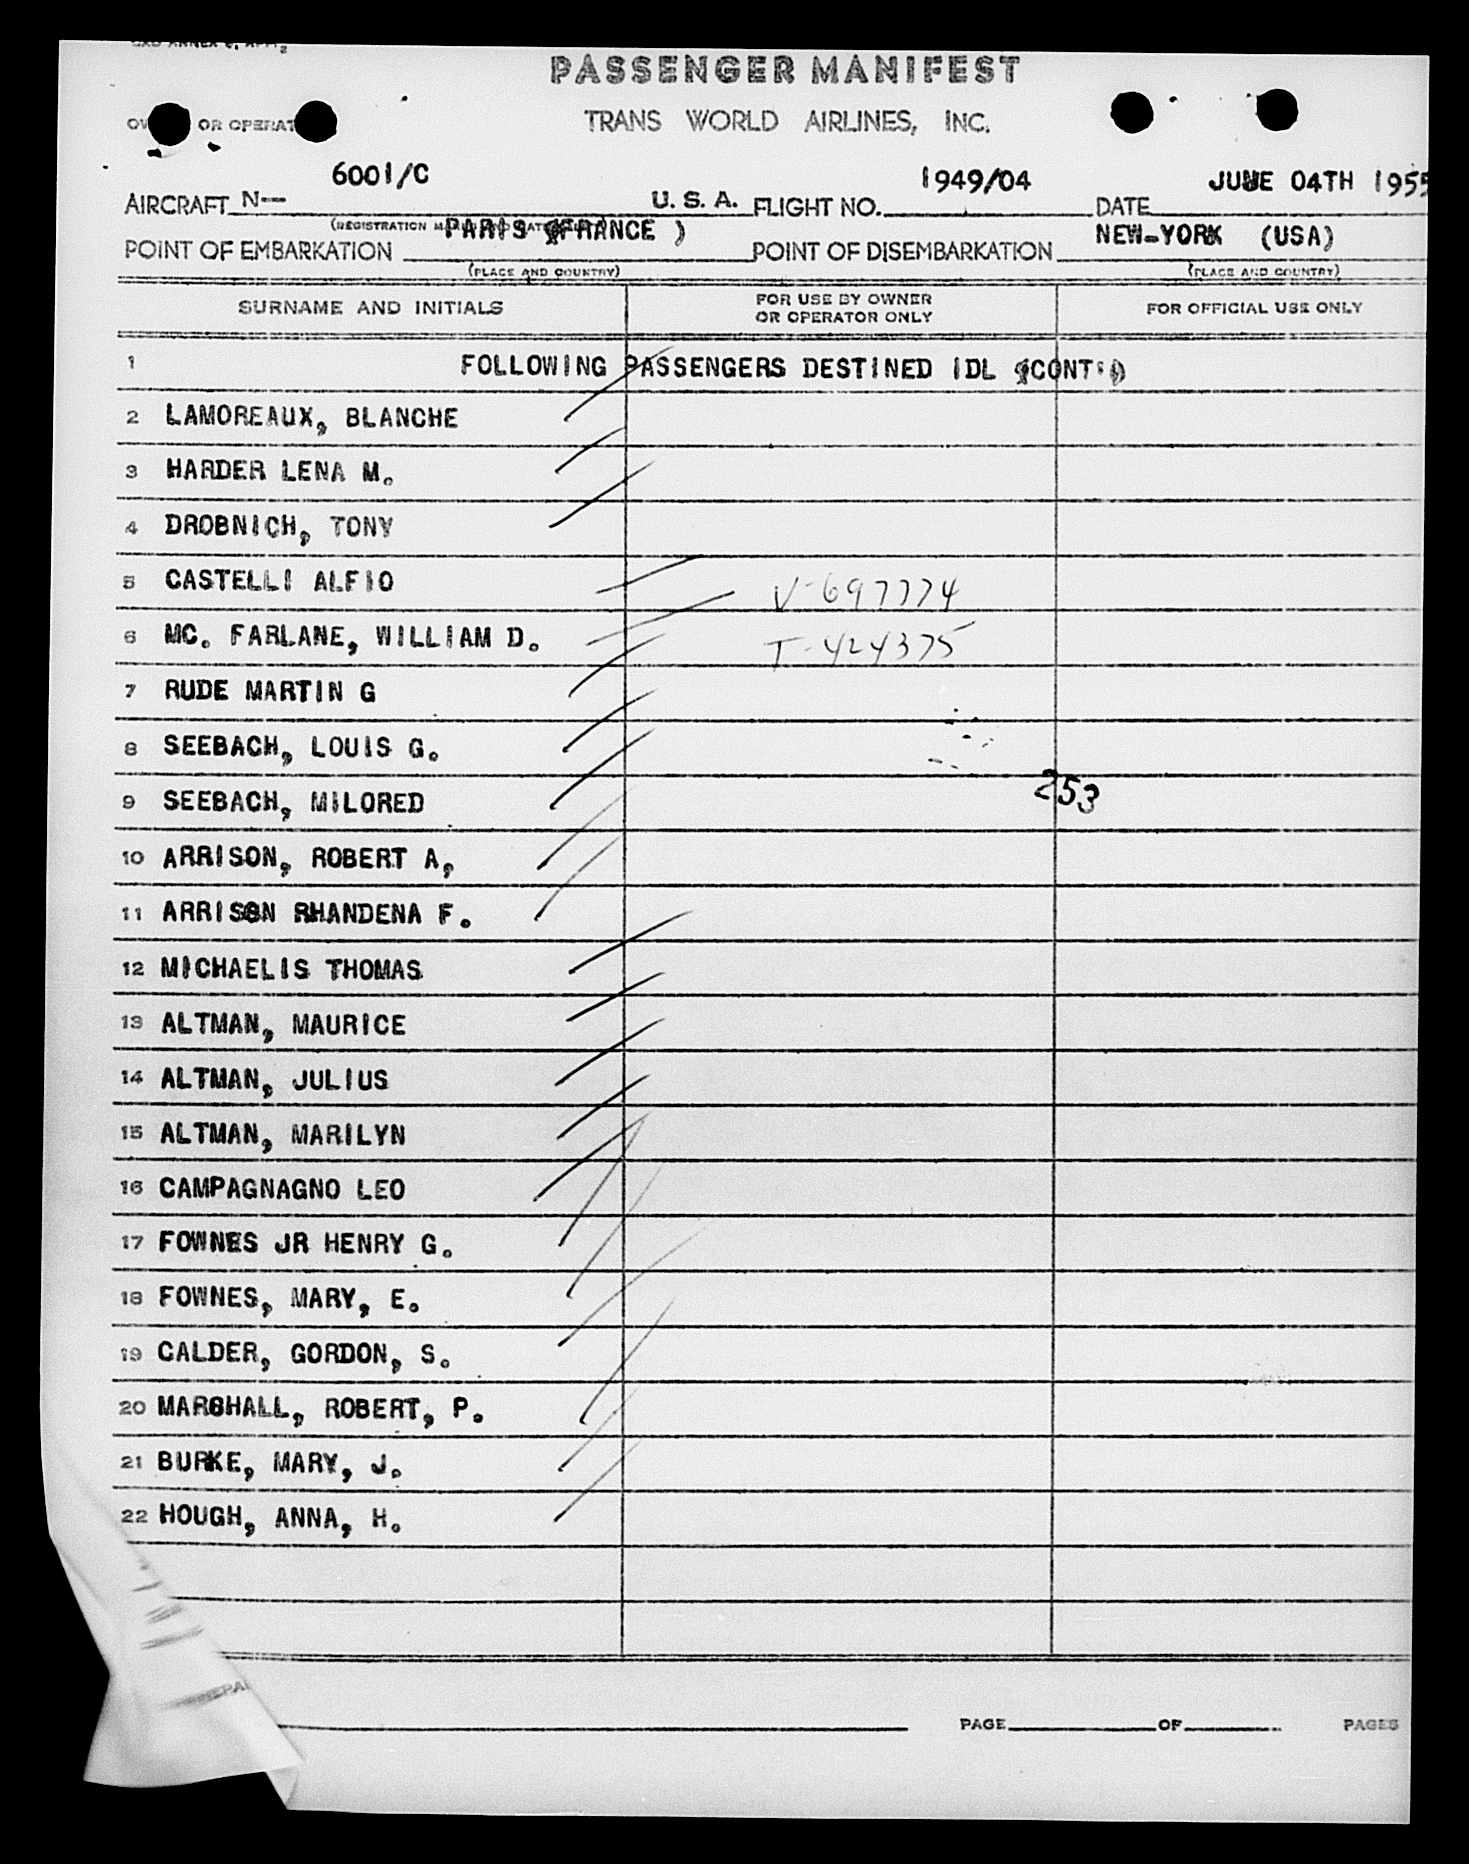 PASSENGER MANIFEST
TRANS WORLD AIRLINES, INC.
OR OPERAT
AIRCRAFT N-- 6001/C U. S. A. FLIGHT NO. 1949/04 DATE JUNE 04TH 1955
POINT OF EMBARKATION PARIS (FRANCE ) POINT OF DISEMBARKATION NEW-YORK (USA)
(PLACE AND COUNTRY) (PLACE AND COUNTRY)
SURNAME AND INITIALS FOR USE BY OWNER OR OPERATOR ONLY FOR OFFICIAL USE ONLY
1 FOLLOWING PASSENGERS DESTINED IDL (CONT')
2 LAMOREAUX, BLANCHE
3 HARDER LENA M.
4 DROBNICH, TONY
5 CASTELLI ALFIO V-697774
6 MC. FARLANE, WILLIAM D. T-424375
7 RUDE MARTIN G
8 SEEBACH, LOUIS G.
253
9 SEEBACH, MILORED
10 ARRISON, ROBERT A,
11 ARRISON RHANDENA F.
12 MICHAELIS THOMAS
13 ALTMAN, MAURICE
14 ALTMAN, JULIUS
15 ALTMAN, MARILYN
16 CAMPAGNAGNO LEO
17 FOWNES JR HENRY G.
18 FOWNES, MARY, E.
19 CALDER, GORDON, S.
20 MARSHALL, ROBERT, P.
21 BURKE, MARY, J.
22 HOUGH, ANNA, H.
PAGE OF PAGES